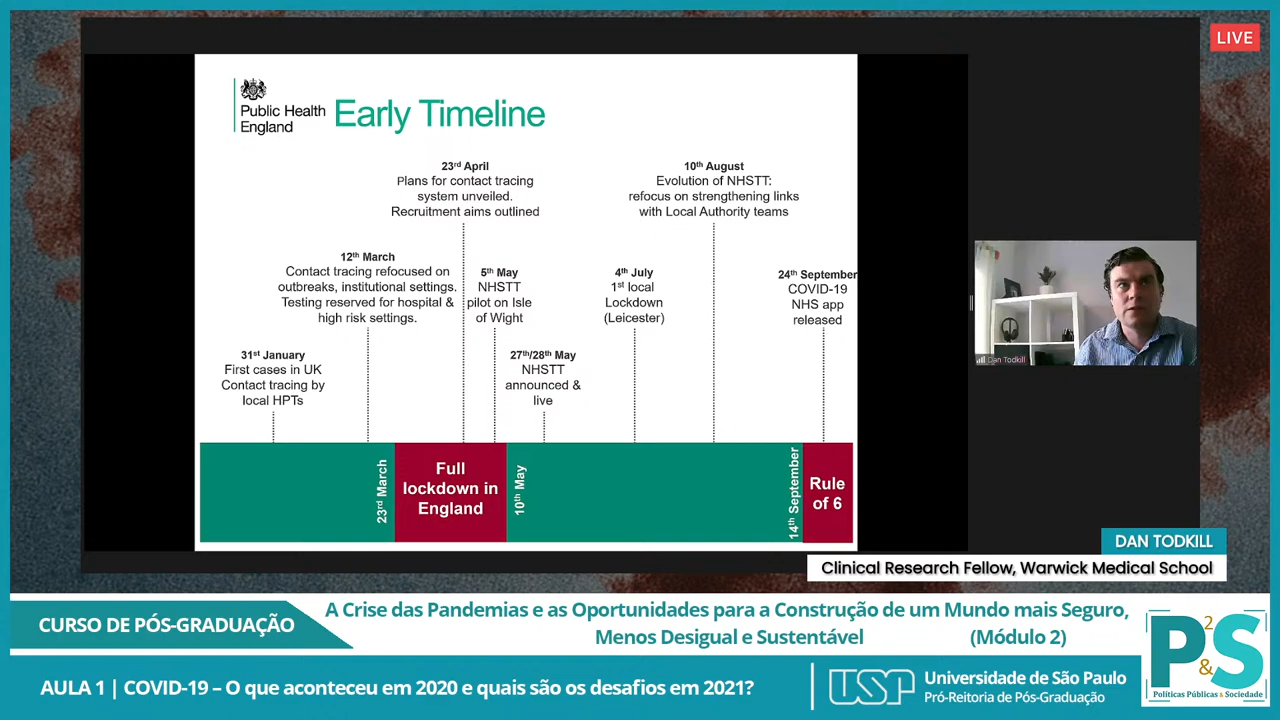 LIVE
Public Health
England
Early Timeline
23rd April
Plans for contact tracing
system unveiled.
Recruitment aims outlined
10th August
Evolution of NHSTT:
refocus on strengthening links
with Local Authority teams
12th March
Contact tracing refocused on
outbreaks, institutional settings.
Testing reserved for hospital &
high risk settings.
5th May
NHSTT
pilot on Isle
of Wight
4th July
1st local
Lockdown
(Leicester)
24th September
COVID-19
NHS app
released
31st January
First cases in UK
Contact tracing by
local HPTs
27th/28th May
NHSTT
announced &
live
23rd March
Full
lockdown in
England
10th May
14th September
Rule
of 6
Dan Todkill
DAN TODKILL
Clinical Research Fellow, Warwick Medical School
CURSO DE PÓS-GRADUAÇÃO
A Crise das Pandemias e as Oportunidades para a Construção de um Mundo mais Seguro,
Menos Desigual e Sustentável (Módulo 2)
P2&S
Políticas Públicas & Sociedade
AULA 1 | COVID-19 – O que aconteceu em 2020 e quais são os desafios em 2021?
USP
Universidade de São Paulo
Pró-Reitoria de Pós-Graduação